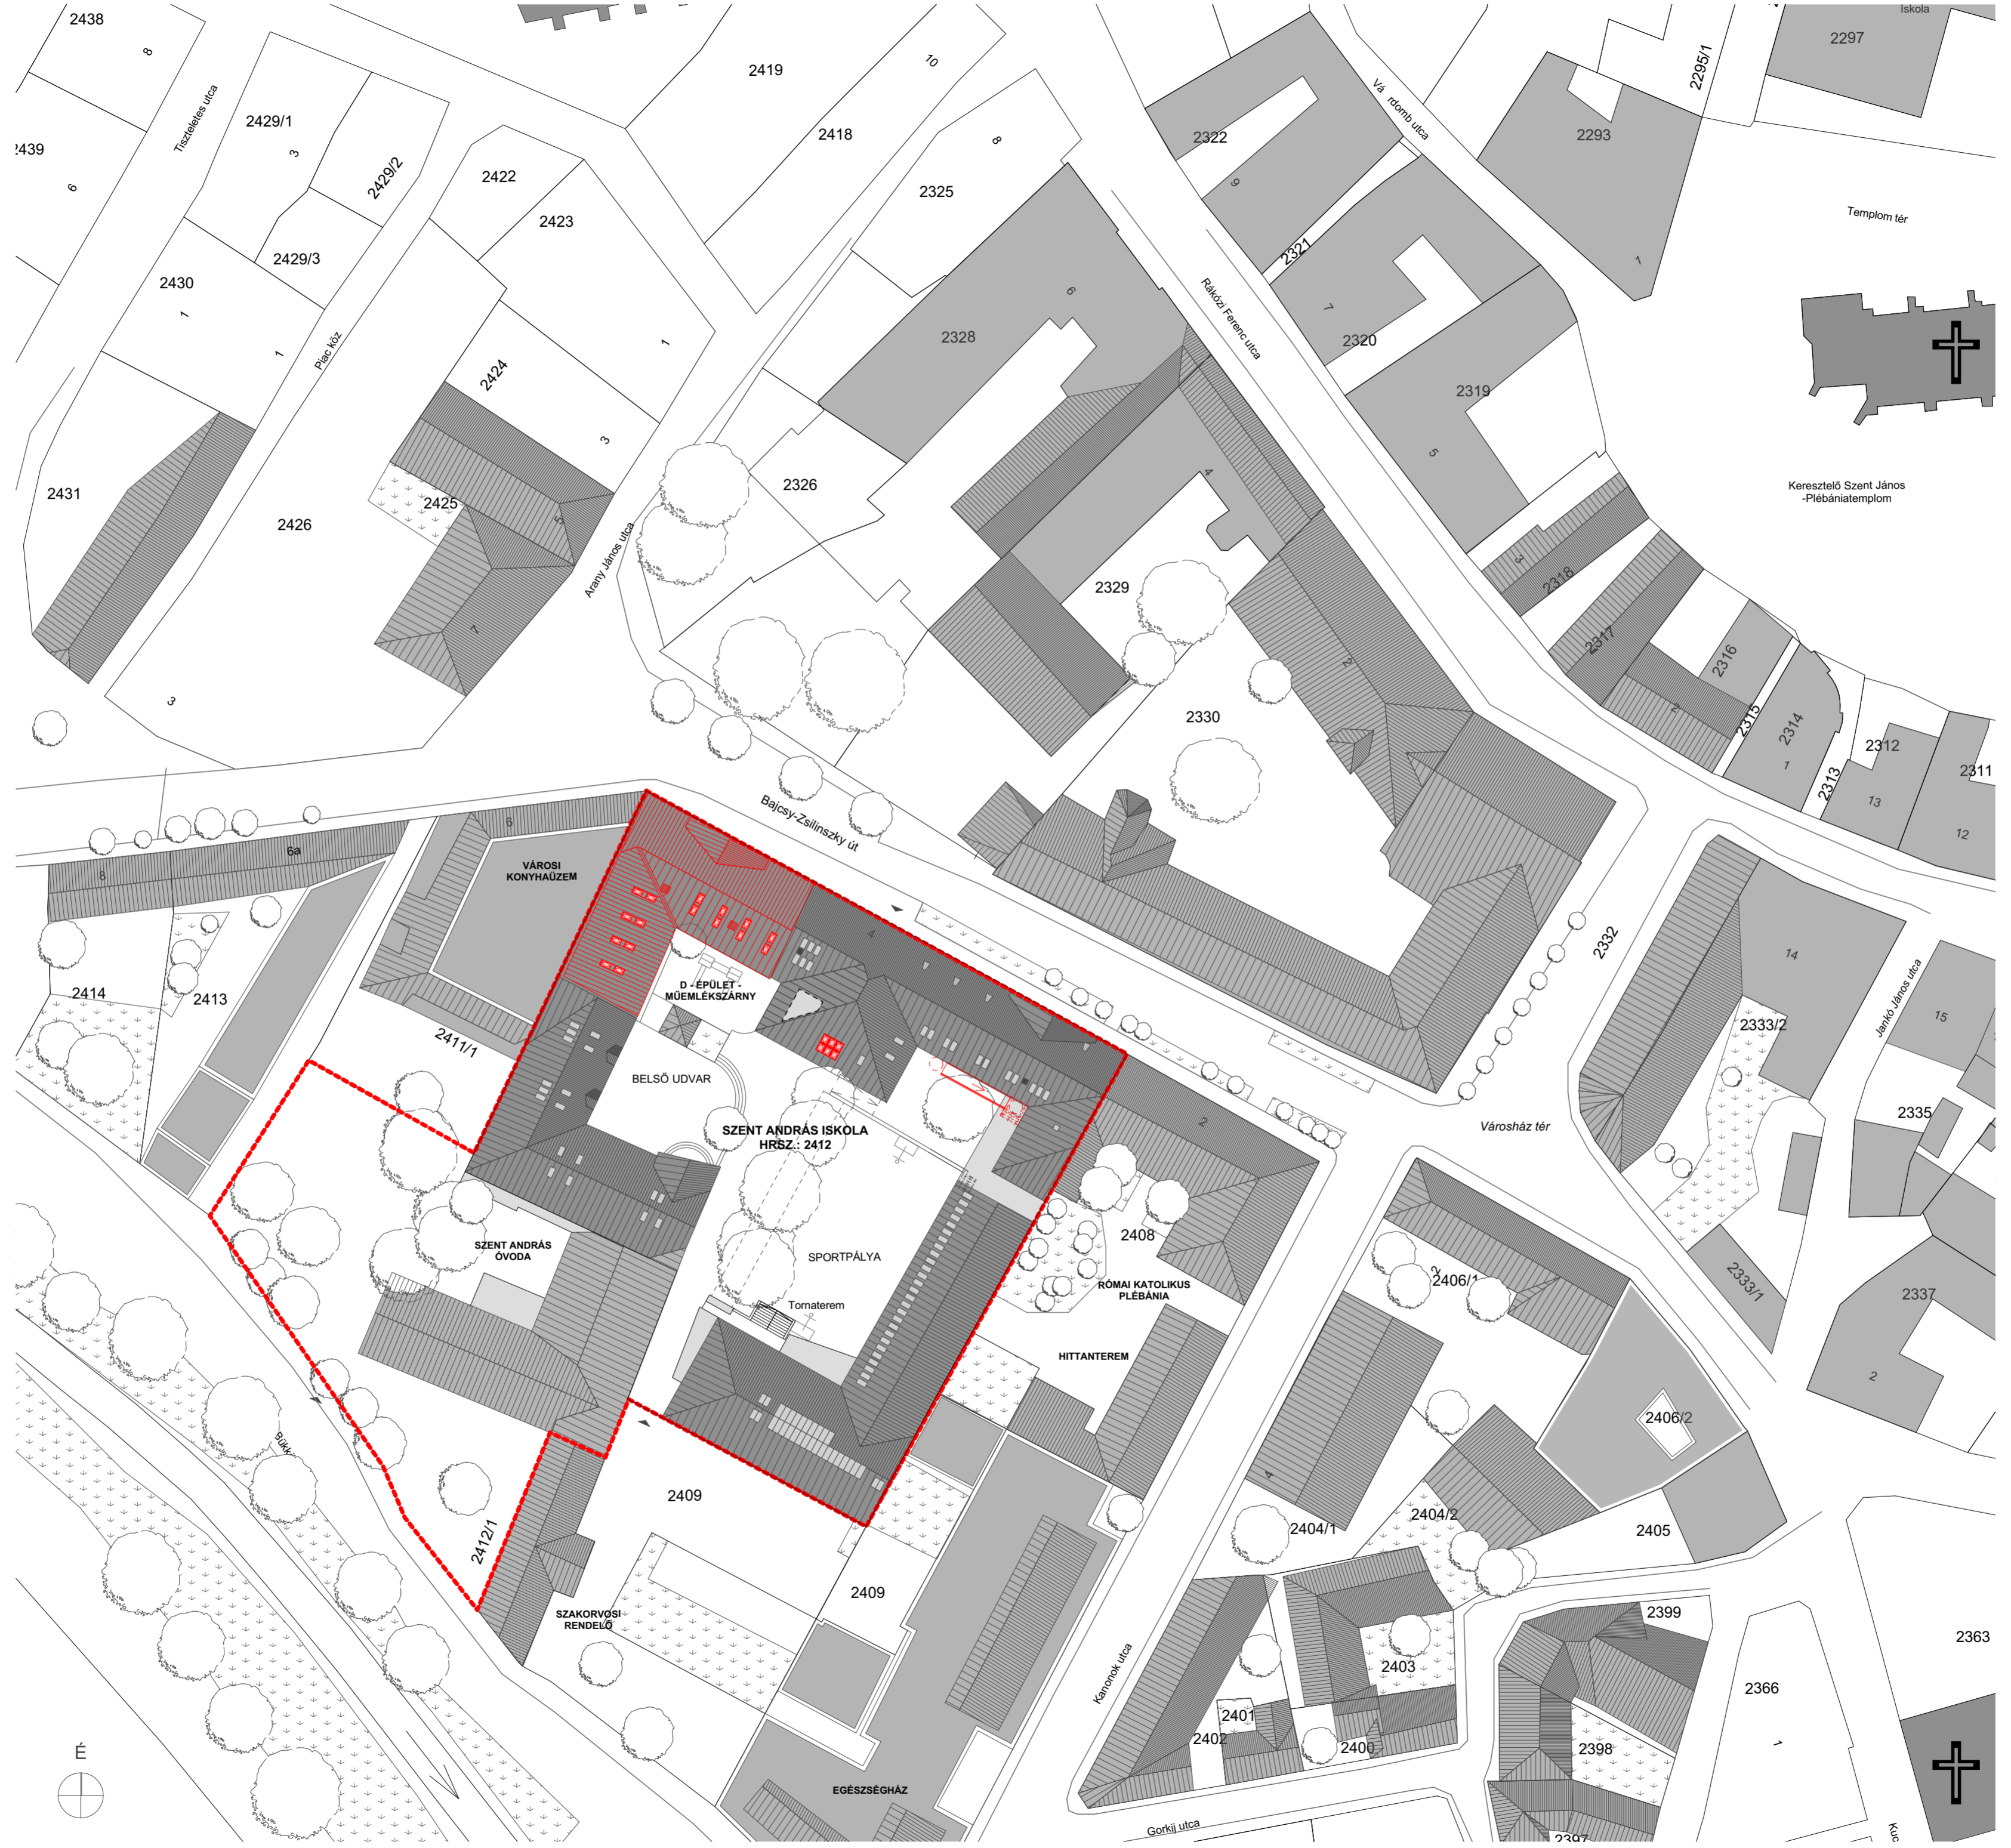 2438
8
Iskola
2297
2419
10
2295/1
Tiszteletes utca
2429/1
3
2439
6
2429/2
2418
8
2322
9
Vá rdomb utca
2293
2422
2423
2325
Templom tér
2429/3
2430
1
1
Piac köz
2321
1
6
2328
Rákózi Ferenc utca
7
2320
1
2424
3
2319
5
2431
2426
2425
5
Arany János utca
2326
4
Keresztelő Szent János
-Plébániatemplom
3
2318
2329
7
3
2317
2316
2
2330
2
2315
2314
1
2313
2312
13
2311
12
Bajcsy-Zsilinszky út
6
6a
8
VÁROSI
KONYHAÜZEM
4
2332
14
Jankó János utca
15
2414
2413
2411/1
D - ÉPÜLET -
MŰEMLÉKSZÁRNY
2333/2
BELSŐ UDVAR
SZENT ANDRÁS ISKOLA
HRSZ.: 2412
2
Városház tér
2335
SZENT ANDRÁS
ÓVODA
SPORTPÁLYA
2408
RÓMAI KATOLIKUS
PLÉBÁNIA
2
2406/1
2333/1
2337
2
Tornaterem
HITTANTEREM
2406/2
Bükk
4
2409
2412/1
2404/1
2404/2
2405
2409
SZAKORVOSI
RENDELŐ
2399
2363
Kanonok utca
2403
2366
1
2401
2402
2400
2398
É
EGÉSZSÉGHÁZ
Gorkij utca
2397
Kuc